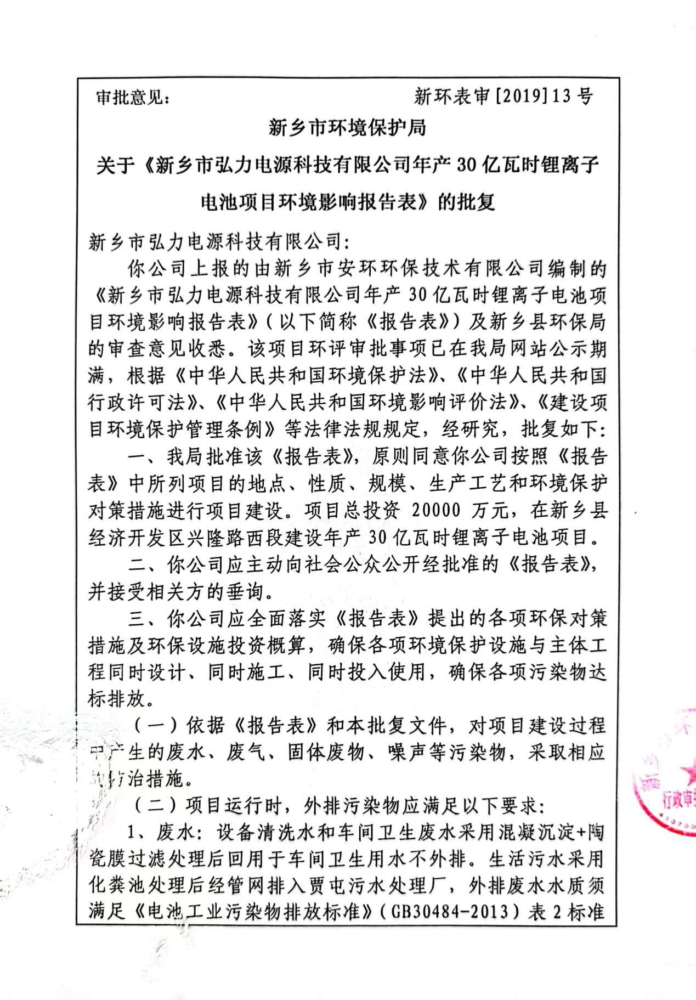 审批意见：
新环表审[2019]13号
新乡市环境保护局
关于《新乡市弘力电源科技有限公司年产30亿瓦时锂离子
电池项目环境影响报告表》的批复
新乡市弘力电源科技有限公司：
你公司上报的由新乡市安环环保技术有限公司编制的
《新乡市弘力电源科技有限公司年产30亿瓦时锂离子电池项
目环境影响报告表》（以下简称《报告表》）及新乡县环保局
的审查意见收悉。该项目环评审批事项已在我局网站公示期
满，根据《中华人民共和国环境保护法》、《中华人民共和国
行政许可法》、《中华人民共和国环境影响评价法》、《建设项
目环境保护管理条例》等法律法规规定，经研究，批复如下：
一、我局批准该《报告表》，原则同意你公司按照《报告
表》中所列项目的地点、性质、规模、生产工艺和环境保护
对策措施进行项目建设。项目总投资 20000 万元，在新乡县
经济开发区兴隆路西段建设年产30亿瓦时锂离子电池项目。
二、你公司应主动向社会公众公开经批准的《报告表》，
并接受相关方的垂询。
三、你公司应全面落实《报告表》提出的各项环保对策
措施及环保设施投资概算，确保各项环境保护设施与主体工
程同时设计、同时施工、同时投入使用，确保各项污染物达
标排放。
（一）依据《报告表》和本批复文件，对项目建设过程
中产生的废水、废气、固体废物、噪声等污染物，采取相应
的防治措施。
（二）项目运行时，外排污染物应满足以下要求：
1、废水：设备清洗水和车间卫生废水采用混凝沉淀+陶
瓷膜过滤处理后回用于车间卫生用水不外排。生活污水采用
化粪池处理后经管网排入贾屯污水处理厂，外排废水水质须
满足《电池工业污染物排放标准》（GB30484-2013）表2标准
行政审